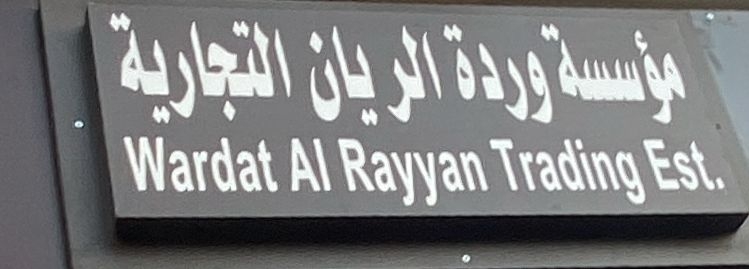 مؤسسة وردة الريان التجارية
Wardat Al Rayyan Trading Est.